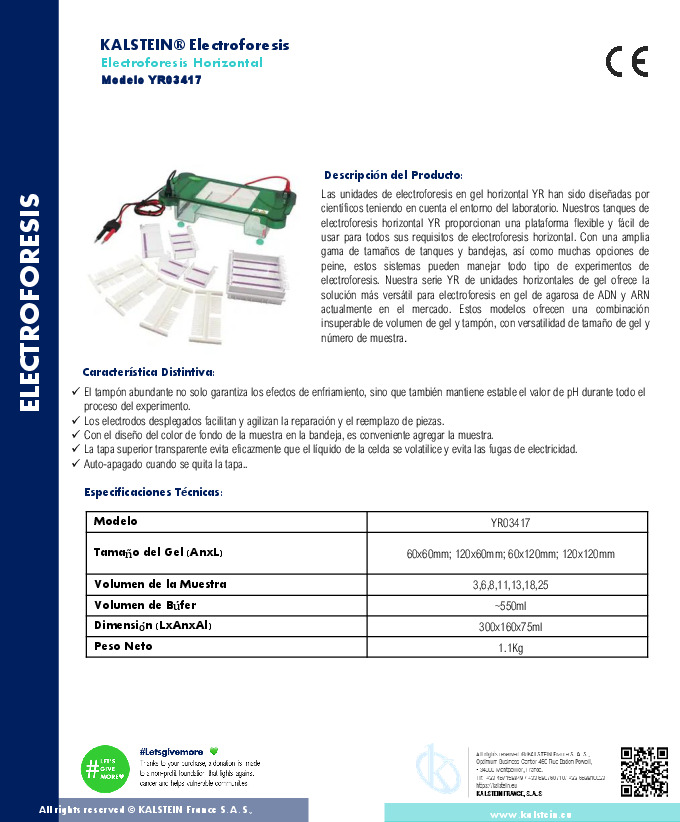 KALSTEIN® Electroforesis
Electroforesis Horizontal
Modelo YR03417
CE
ELECTROFORESIS
Descripción del Producto:
Las unidades de electroforesis en gel horizontal YR han sido diseñadas por
científicos teniendo en cuenta el entorno del laboratorio. Nuestros tanques de
electroforesis horizontal YR proporcionan una plataforma flexible y fácil de
usar para todos sus requisitos de electroforesis horizontal. Con una amplia
gama de tamaños de tanques y bandejas, así como muchas opciones de
peine, estos sistemas pueden manejar todo tipo de experimentos de
electroforesis. Nuestra serie YR de unidades horizontales de gel ofrece la
solución más versátil para electroforesis en gel de agarosa de ADN y ARN
actualmente en el mercado. Estos modelos ofrecen una combinación
insuperable de volumen de gel y tampón, con versatilidad de tamaño de gel y
número de muestra.
Característica Distintiva:
✓ El tampón abundante no solo garantiza los efectos de enfriamiento, sino que también mantiene estable el valor de pH durante todo el
proceso del experimento.
✓ Los electrodos desplegados facilitan y agilizan la reparación y el reemplazo de piezas.
✓ Con el diseño del color de fondo de la muestra en la bandeja, es conveniente agregar la muestra.
✓ La tapa superior transparente evita eficazmente que el líquido de la celda se volatilice y evita las fugas de electricidad.
✓ Auto-apagado cuando se quita la tapa..
Especificaciones Técnicas:
Modelo YR03417
Tamaño del Gel (AnxL) 60x60mm; 120x60mm; 60x120mm; 120x120mm
Volumen de la Muestra 3,6,8,11,13,18,25
Volumen de Búfer ~550ml
Dimensión (LxAnxAl) 300x160x75ml
Peso Neto 1.1Kg
# LET'S
GIVE
MORE
#Letsgivemore
Thanks to your purchase, a donation is made
to a non-profit foundation that fights against
cancer and helps vulnerable communities
All rights reserved ©KALSTEIN France S. A. S.,
Optimum Business Center 450 Rue Baden Powell,
• 34000 Montpellier, France.
https://kalstein.eu
KALSTEIN FRANCE, S. A. S
All rights reserved © KALSTEIN France S. A. S.,
www.kalstein.eu